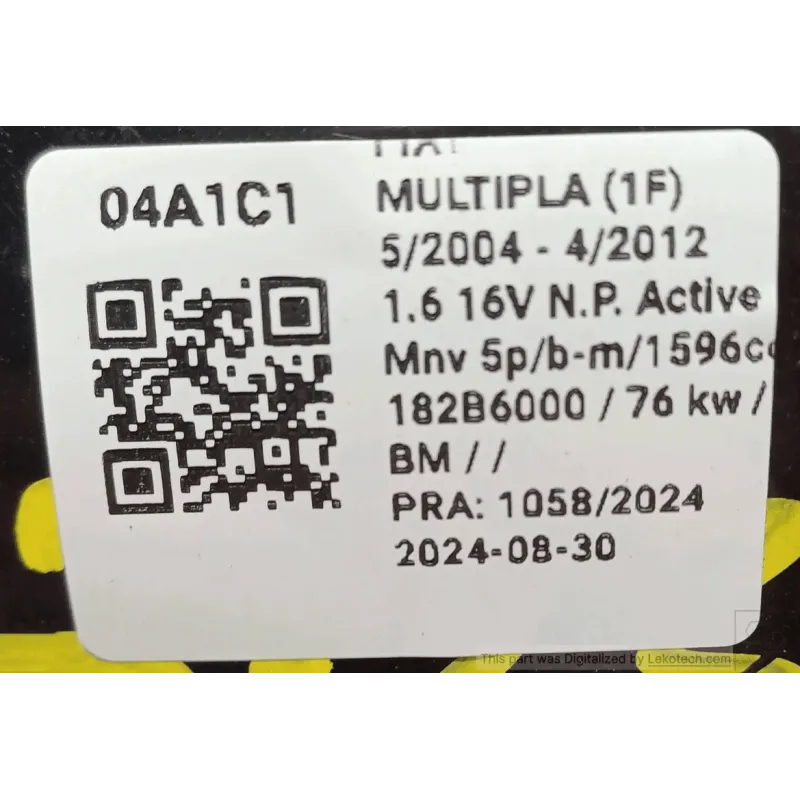 04A1C1
MULTIPLA (1F)
5/2004 - 4/2012
1.6 16V N.P. Active
Mnv 5p/b-m/1596c
182B6000 / 76 kw /
BM / /
PRA: 1058/2024
2024-08-30
This part was Digitalized by Lekotech.com